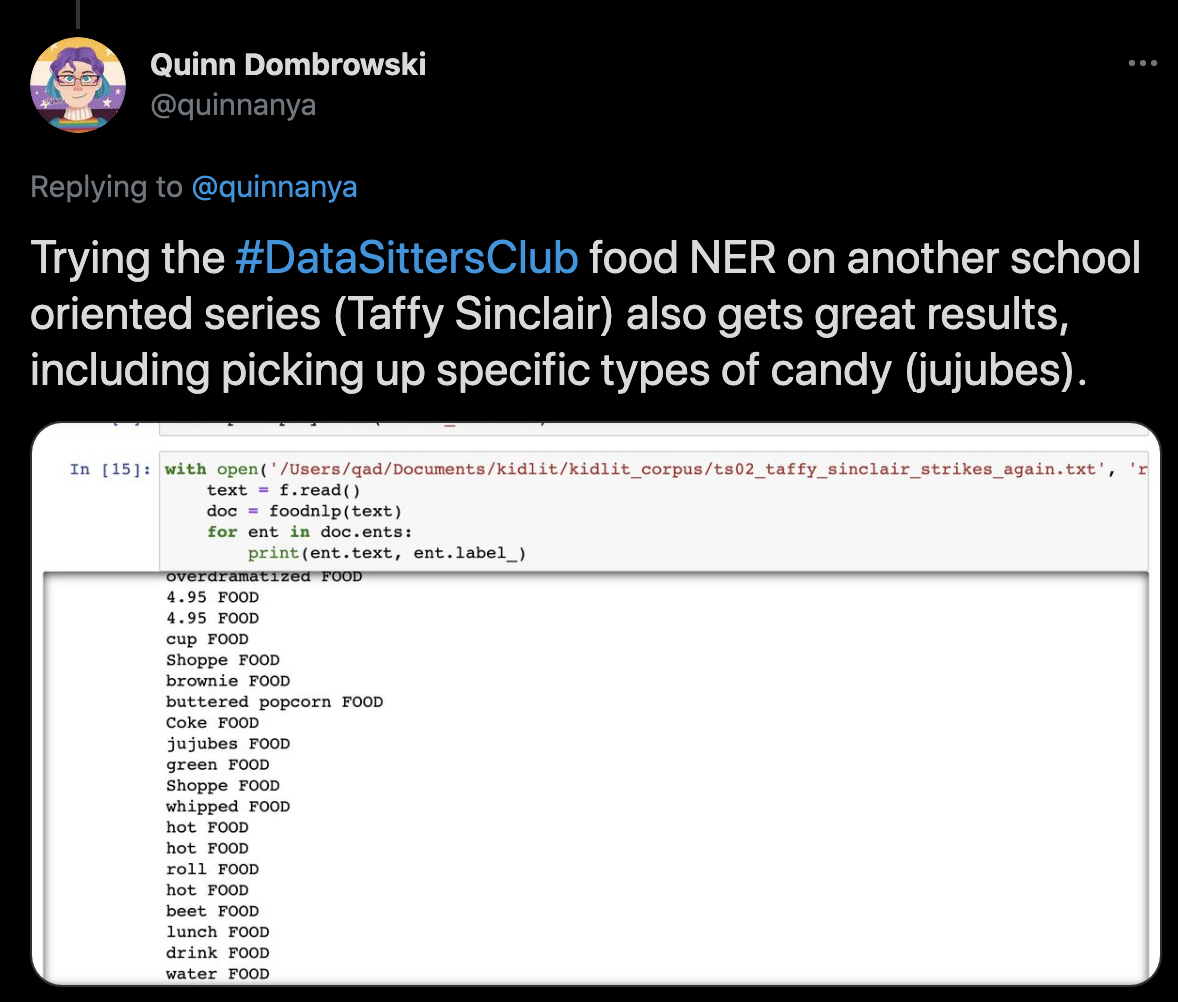 Quinn Dombrowski
@quinnanya
Replying to @quinnanya
Trying the #DataSittersClub food NER on another school
oriented series (Taffy Sinclair) also gets great results,
including picking up specific types of candy (jujubes).
In [15]: with open('/Users/qad/Documents/kidlit/kidlit_corpus/ts02_taffy_sinclair_strikes_again.txt', 'r
text = f.read()
doc = foodnlp(text)
for ent in doc.ents:
print(ent.text, ent.label_)
overdramatized FOOD
4.95 FOOD
4.95 FOOD
cup FOOD
Shoppe FOOD
brownie FOOD
buttered popcorn FOOD
Coke FOOD
jujubes FOOD
green FOOD
Shoppe FOOD
whipped FOOD
hot FOOD
hot FOOD
roll FOOD
hot FOOD
beet FOOD
lunch FOOD
drink FOOD
water FOOD